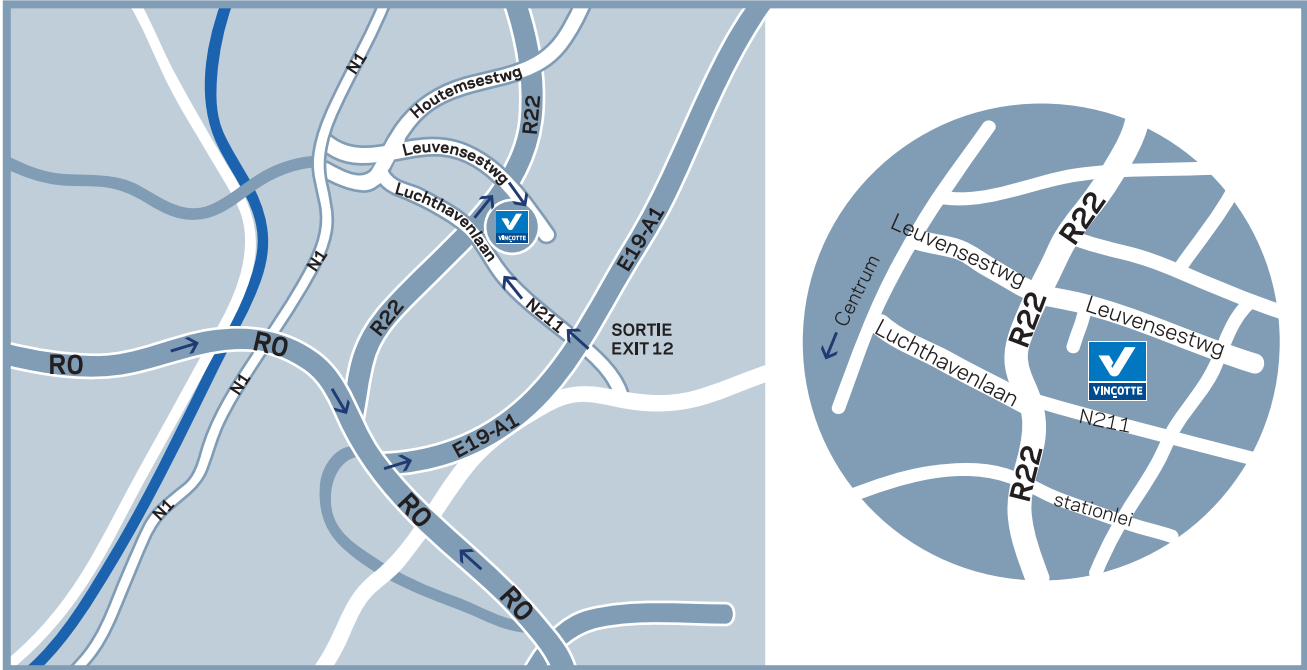 N1
Houtemsestwg
R22
Leuvensestwg
Luchthavenlaan
VINÇOTTE
E19-A1
N1
N211
R22
SORTIE
EXIT 12
R0
R0
N1
E19-A1
N1
R0
R0
R22
Leuvensestwg
Centrum
R22
Leuvensestwg
Luchthavenlaan
VINÇOTTE
N211
R22
stationlei